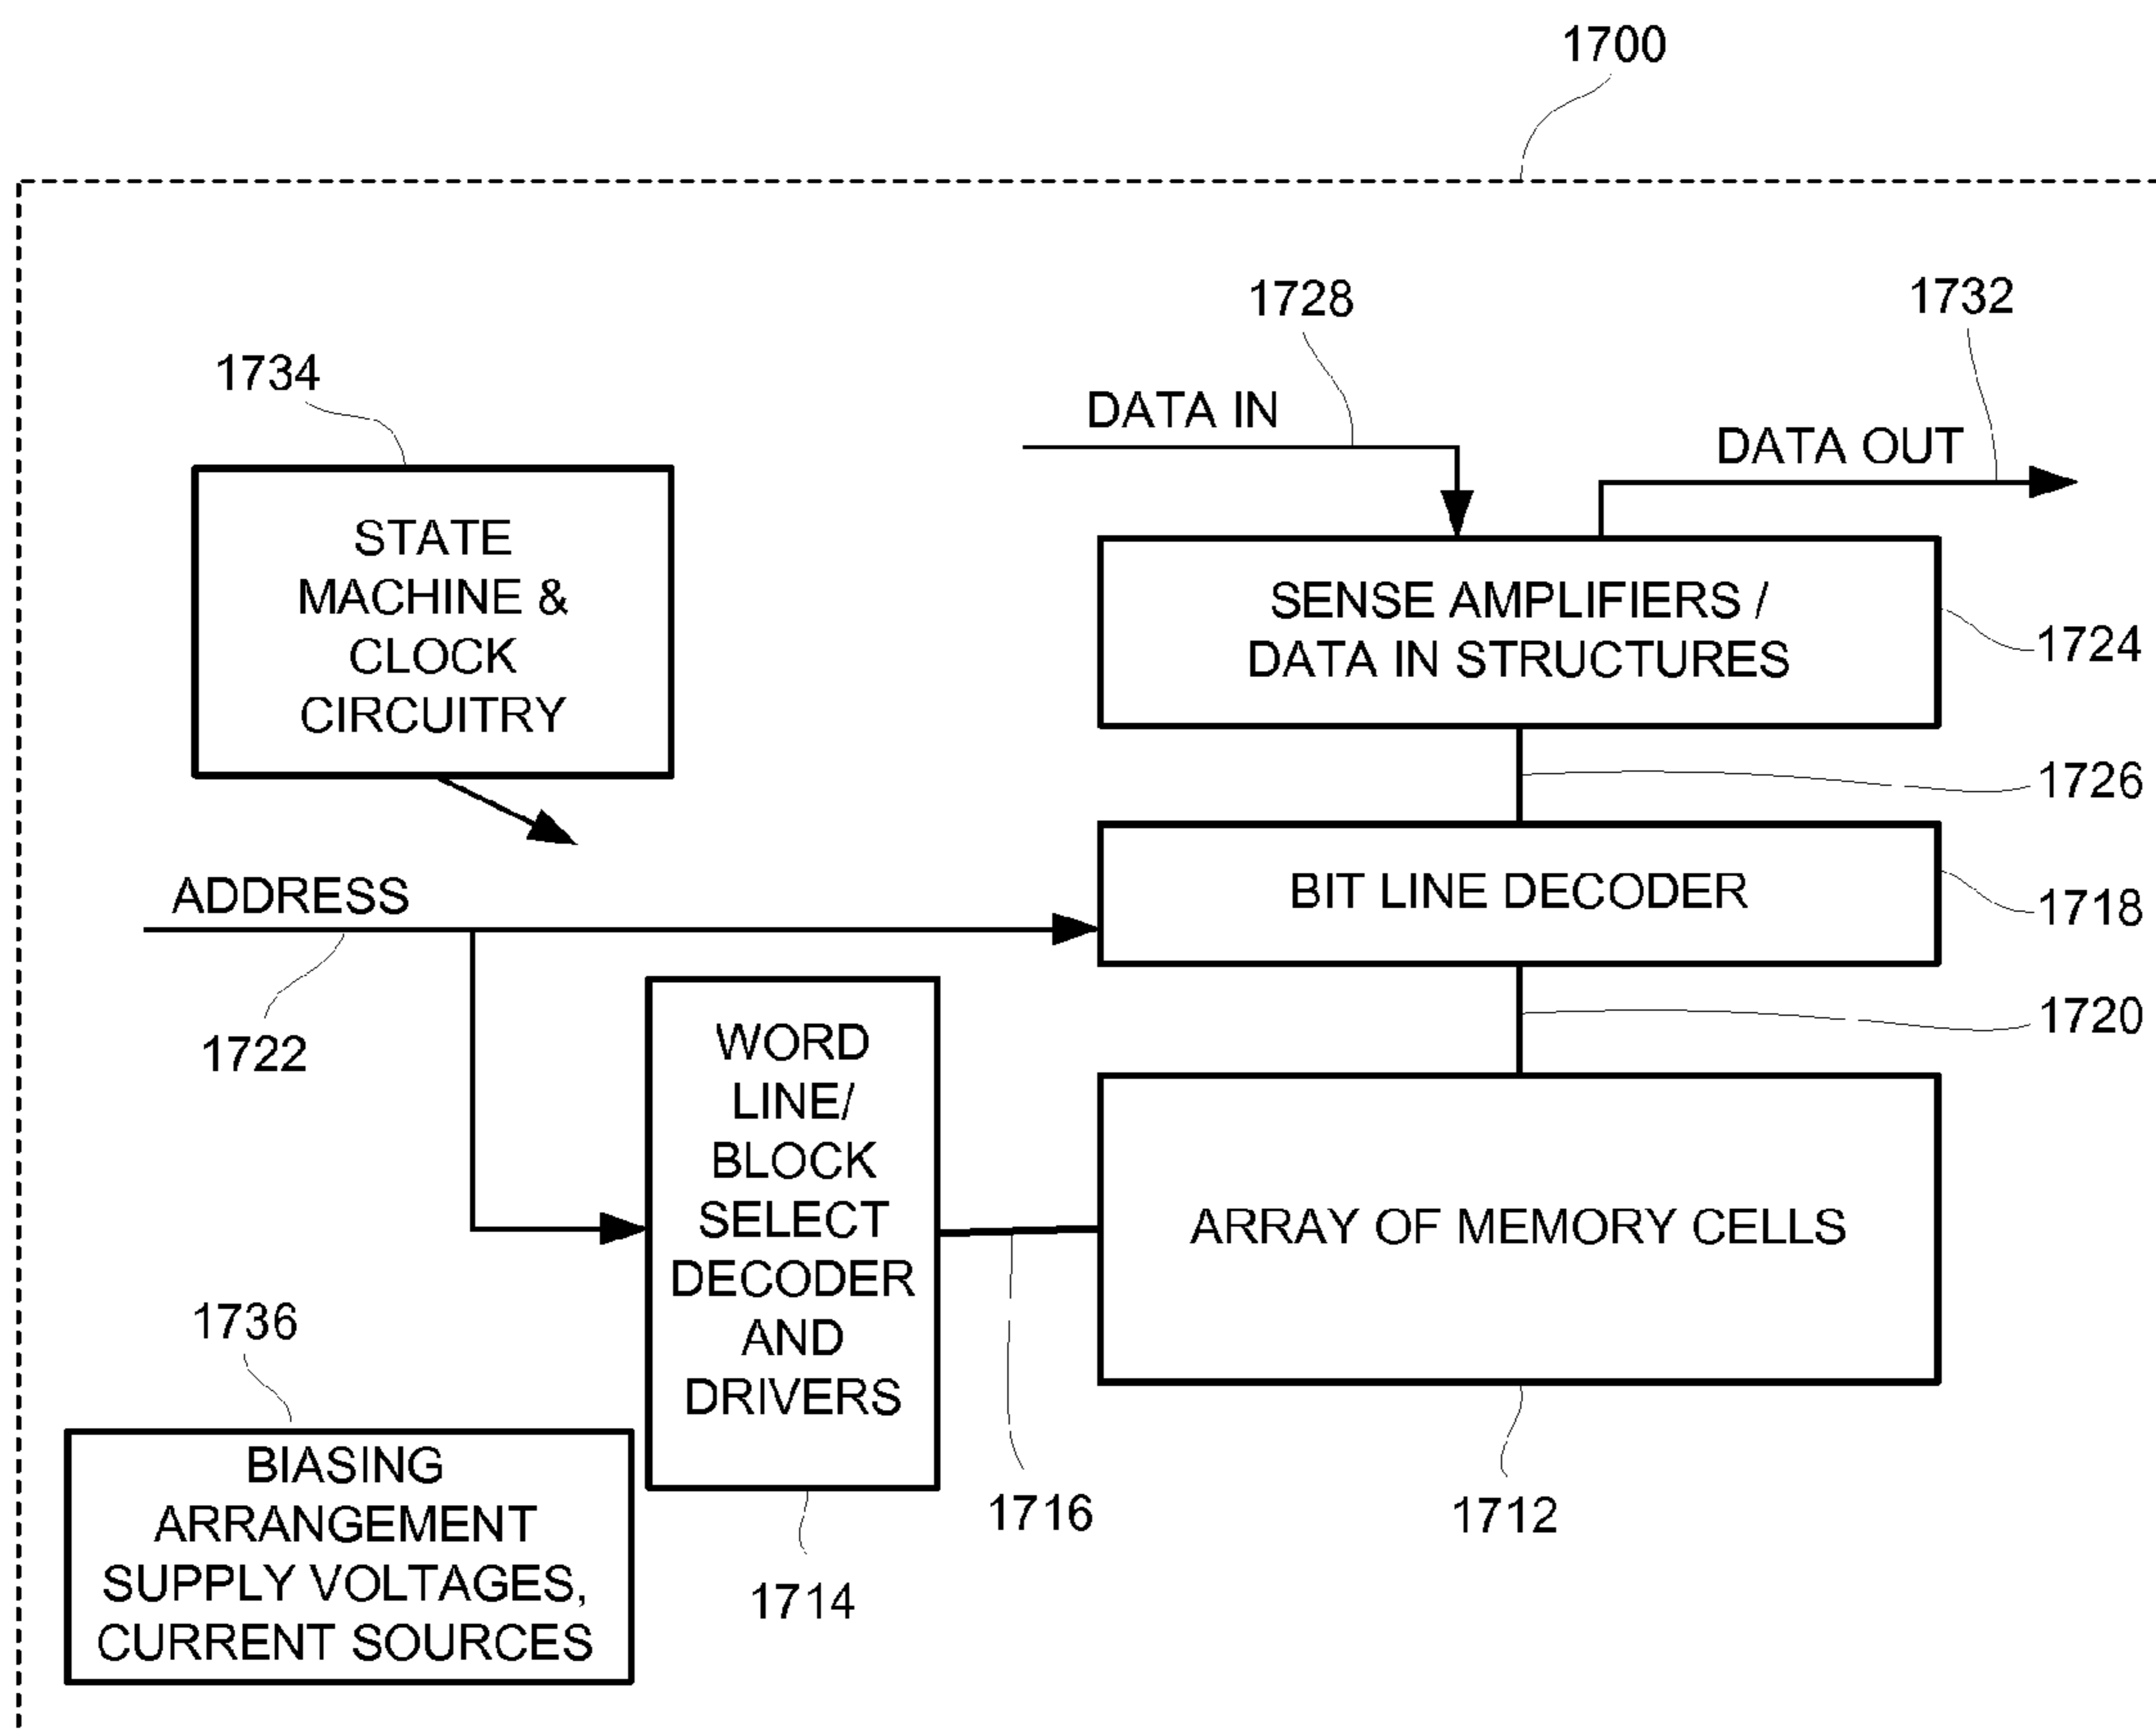 1700
1728
1732
1734
DATA IN
DATA OUT
STATE
MACHINE &
CLOCK
CIRCUITRY
SENSE AMPLIFIERS /
DATA IN STRUCTURES
1724
1726
ADDRESS
BIT LINE DECODER
1718
1722
1720
WORD
LINE/
BLOCK
SELECT
DECODER
AND
DRIVERS
ARRAY OF MEMORY CELLS
1736
BIASING
ARRANGEMENT
SUPPLY VOLTAGES,
CURRENT SOURCES
1716
1712
1714